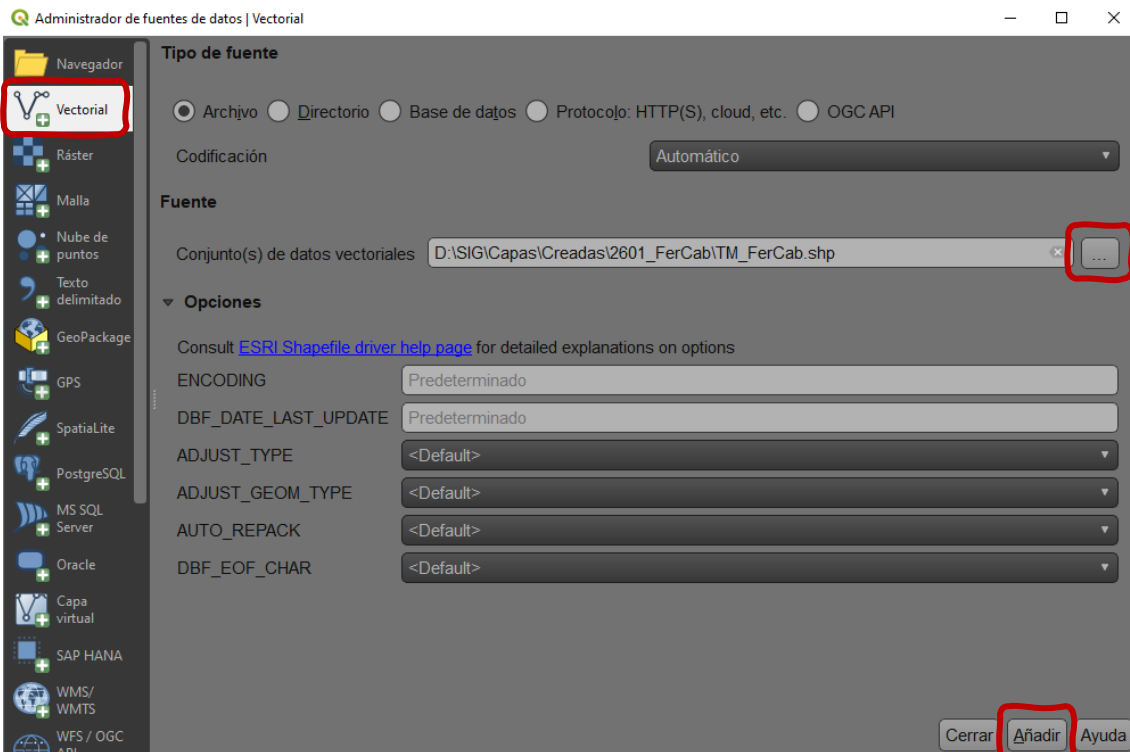 Administrador de fuentes de datos | Vectorial
Navegador
Vectorial
Ráster
Malla
Nube de
puntos
Texto
delimitado
GeoPackage
GPS
SpatiaLite
PostgreSQL
MS SQL
Server
Oracle
Capa
virtual
SAP HANA
WMS/
WMTS
WFS / OGC
API
Tipo de fuente
Archivo Directorio Base de datos Protocolo: HTTP(S), cloud, etc. OGC API
Codificación Automático
Fuente
Conjunto(s) de datos vectoriales D:\SIG\Capas\Creadas\2601_FerCab\TM_FerCab.shp ...
Opciones
Consult ESRI Shapefile driver help page for detailed explanations on options
ENCODING Predeterminado
DBF_DATE_LAST_UPDATE Predeterminado
ADJUST_TYPE <Default>
ADJUST_GEOM_TYPE <Default>
AUTO_REPACK <Default>
DBF_EOF_CHAR <Default>
Cerrar Añadir Ayuda